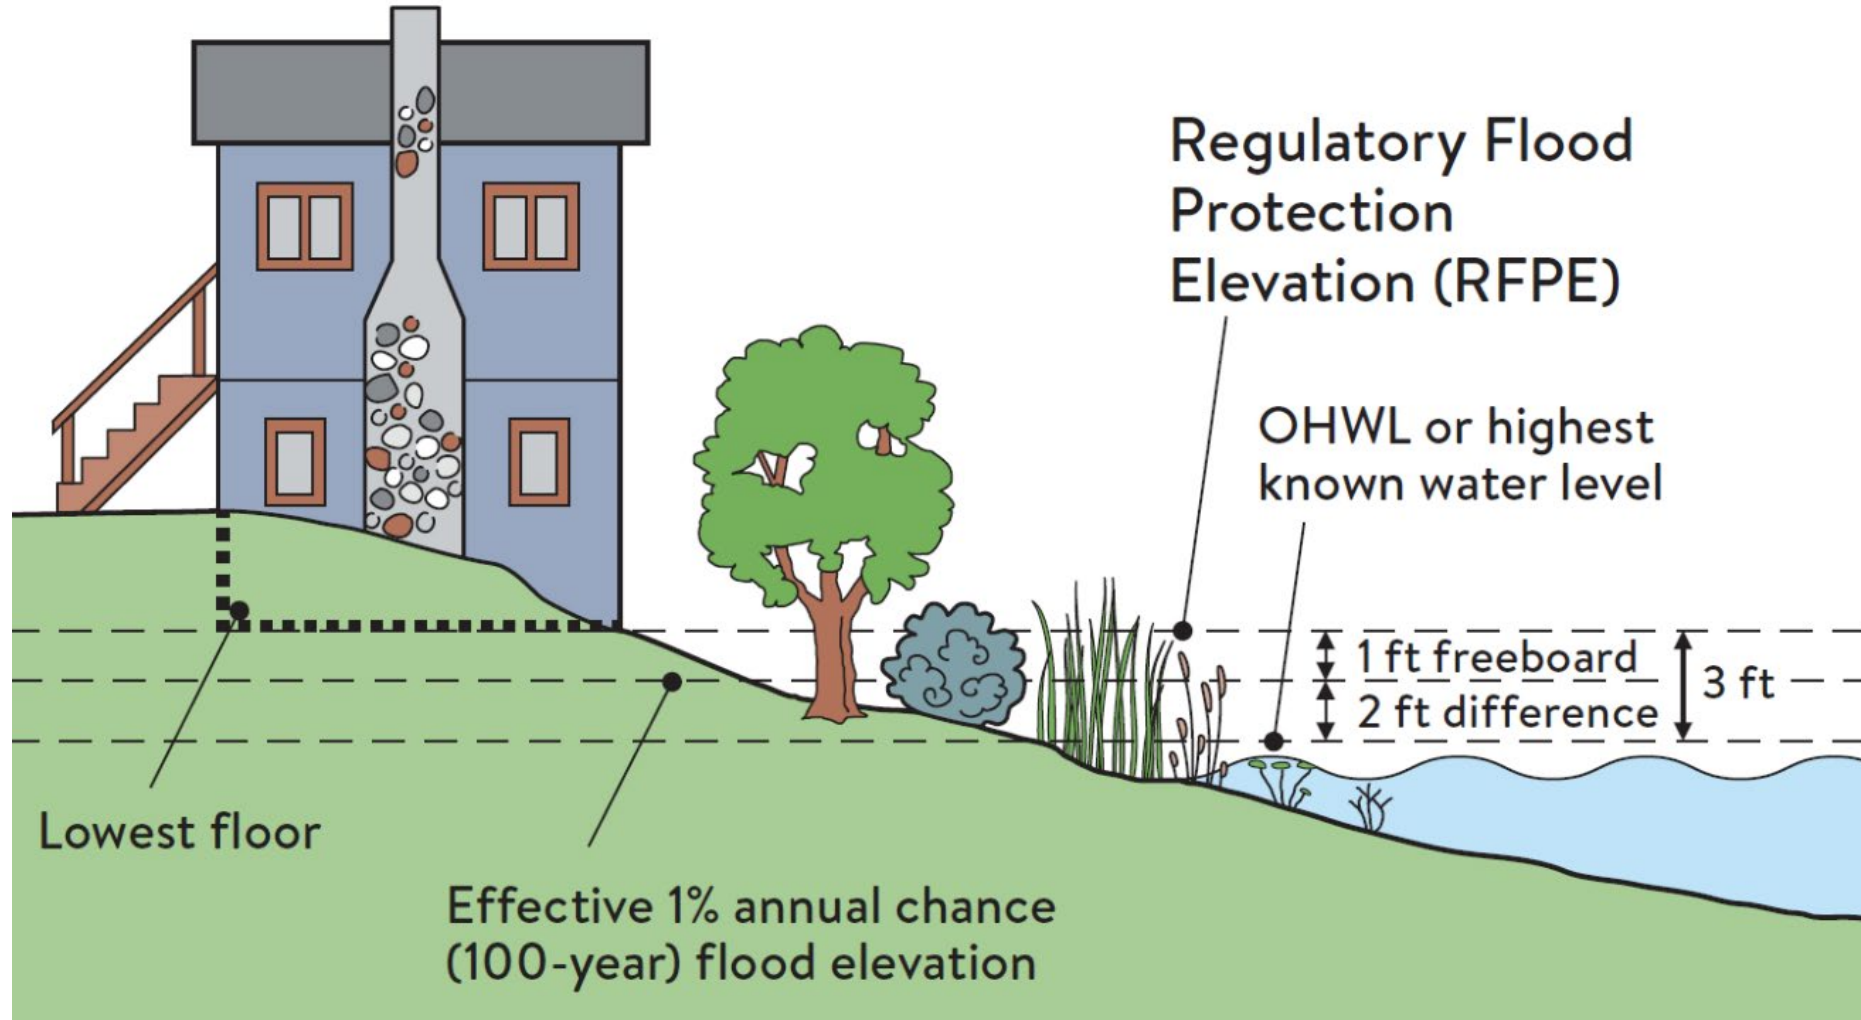 Regulatory Flood
Protection
Elevation (RFPE)
OHWL or highest
known water level
1 ft freeboard
2 ft difference
3 ft
Lowest floor
Effective 1% annual chance
(100-year) flood elevation